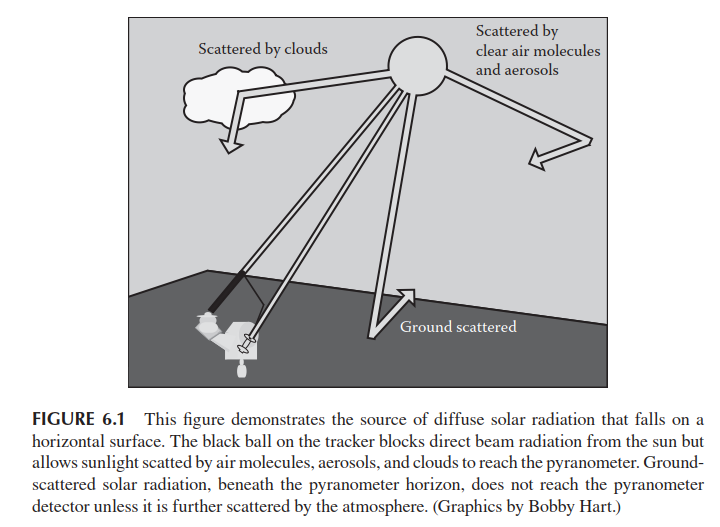 Scattered by clouds
Scattered by
clear air molecules
and aerosols
Ground scattered
FIGURE 6.1 This figure demonstrates the source of diffuse solar radiation that falls on a
horizontal surface. The black ball on the tracker blocks direct beam radiation from the sun but
allows sunlight scatted by air molecules, aerosols, and clouds to reach the pyranometer. Ground-
scattered solar radiation, beneath the pyranometer horizon, does not reach the pyranometer
detector unless it is further scattered by the atmosphere. (Graphics by Bobby Hart.)